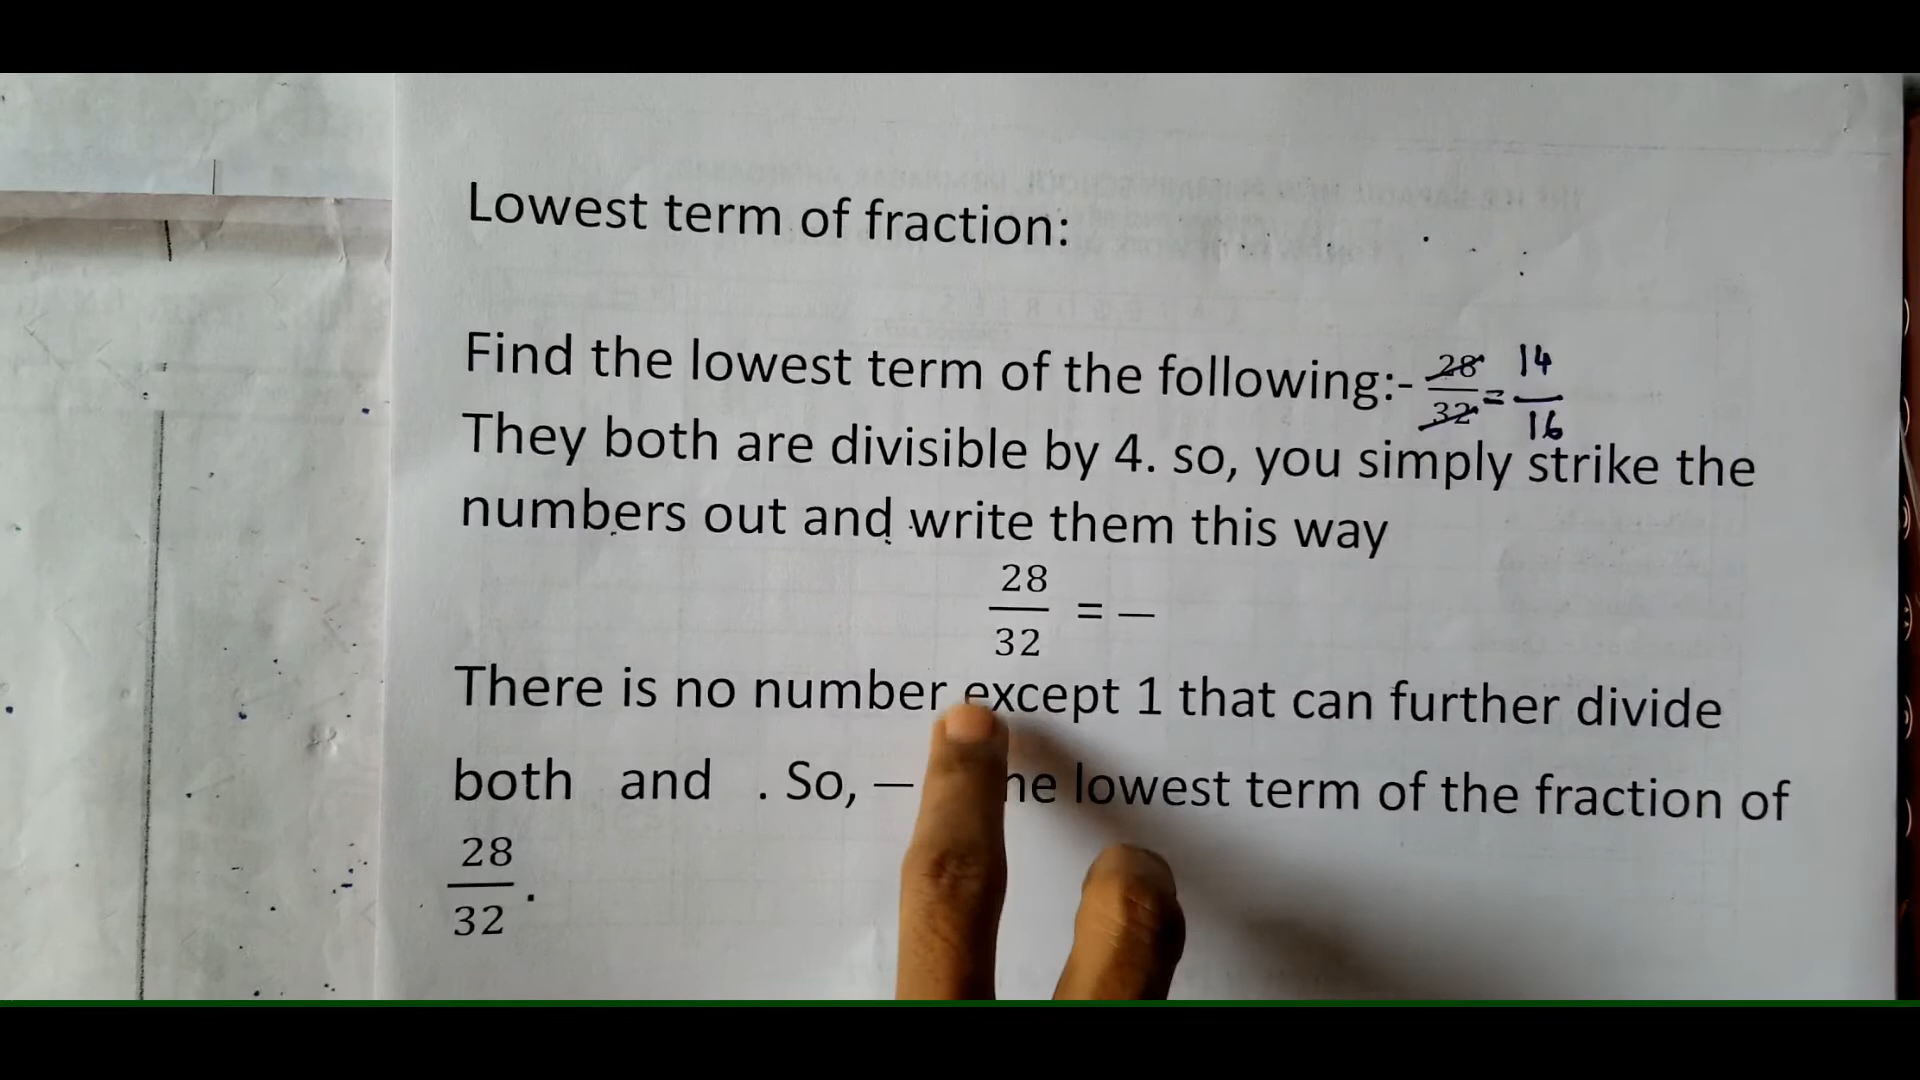 Lowest term of fraction:
Find the lowest term of the following:- 28/32 = 14/16
They both are divisible by 4. so, you simply strike the
numbers out and write them this way
28/32 = —
There is no number except 1 that can further divide
both and . So, — he lowest term of the fraction of
28/32 .